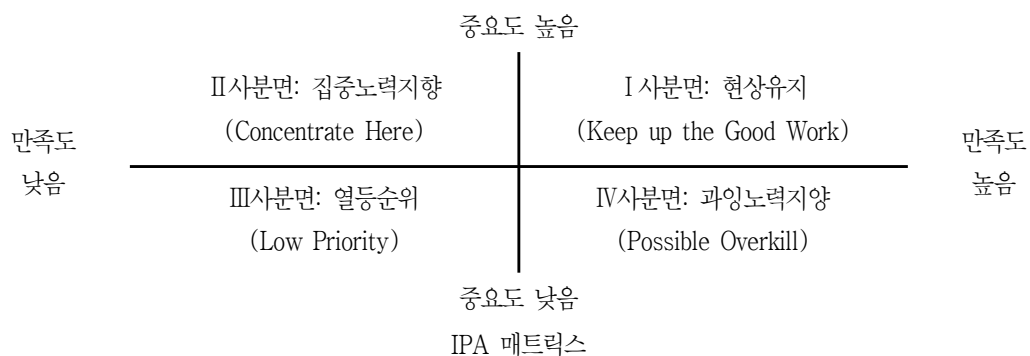 중요도 높음
Ⅱ사분면: 집중노력지향
(Concentrate Here)
Ⅰ사분면: 현상유지
(Keep up the Good Work)
만족도
낮음
만족도
높음
Ⅲ사분면: 열등순위
(Low Priority)
Ⅳ사분면: 과잉노력지양
(Possible Overkill)
중요도 낮음
IPA 매트릭스